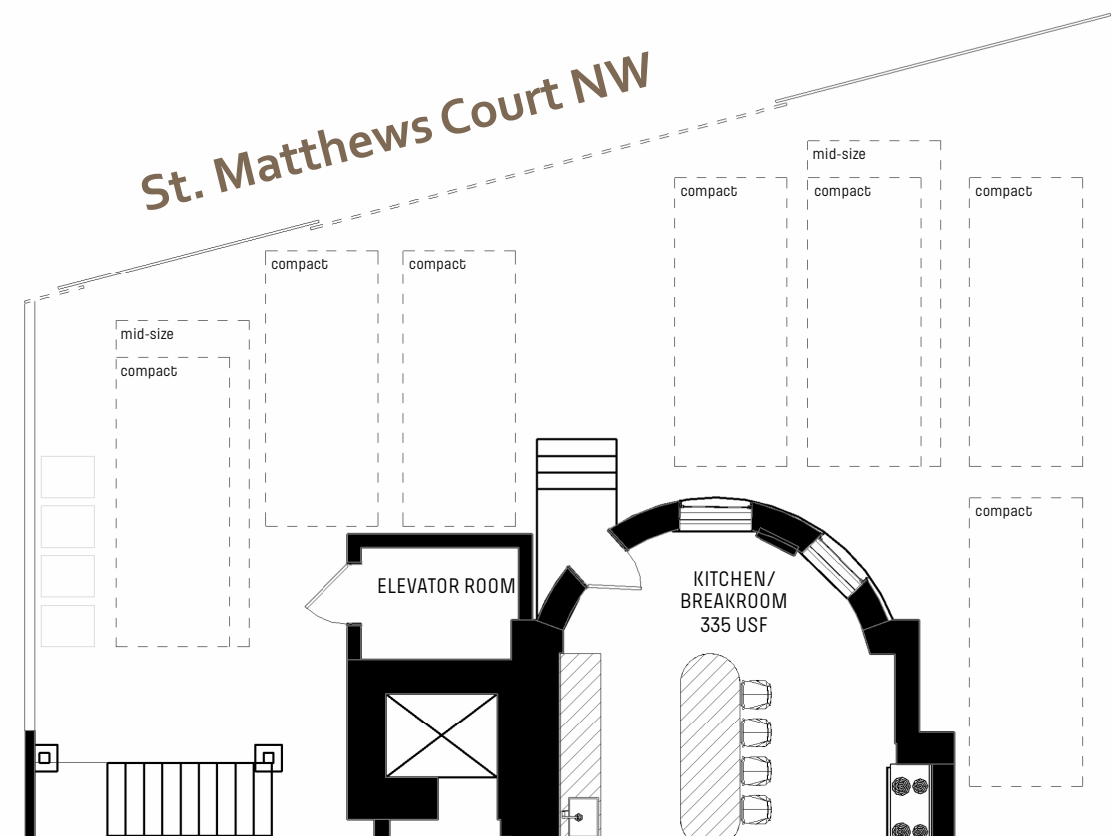 St. Matthews Court NW
mid-size
compact
compact
compact
compact
compact
mid-size
compact
compact
ELEVATOR ROOM
KITCHEN/
BREAKROOM
335 USF